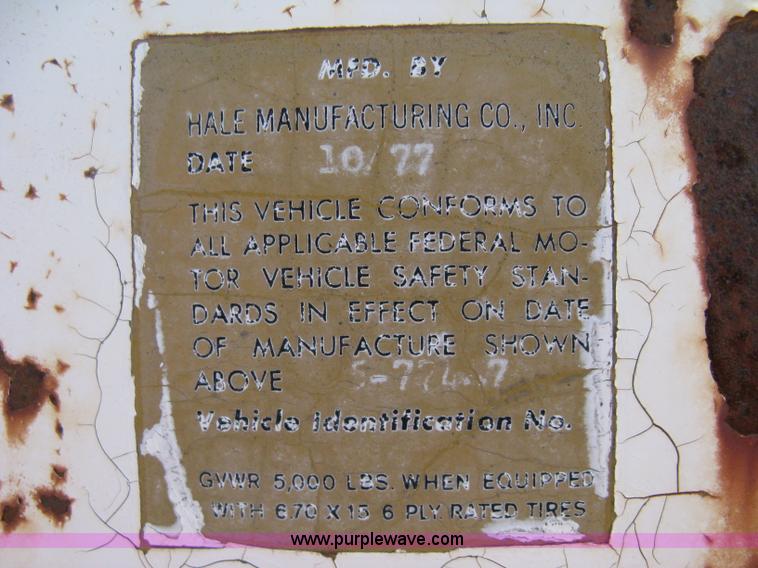 MFD. BY
HALE MANUFACTURING CO., INC.
DATE 10/77
THIS VEHICLE CONFORMS TO
ALL APPLICABLE FEDERAL MO-
TOR VEHICLE SAFETY STAN-
DARDS IN EFFECT ON DATE
OF MANUFACTURE SHOWN
ABOVE
Vehicle Identification No.
GVWR 5,000 LBS. WHEN EQUIPPED
WITH 6.70 X 15 6 PLY. RATED TIRES
www.purplewave.com